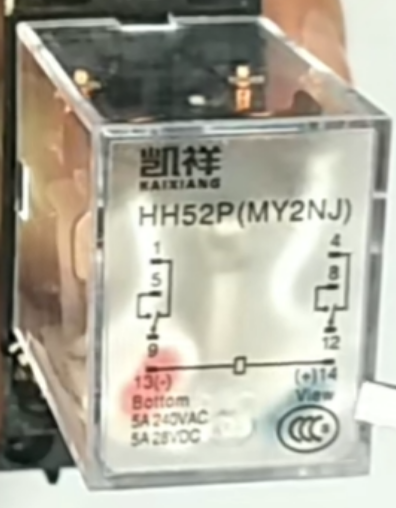 凯祥
KAIXIANG
HH52P(MY2NJ)
1 4
5 8
9 12
13(-) (+)14
Bottom View
5A 240VAC
5A 28VDC
CCC S